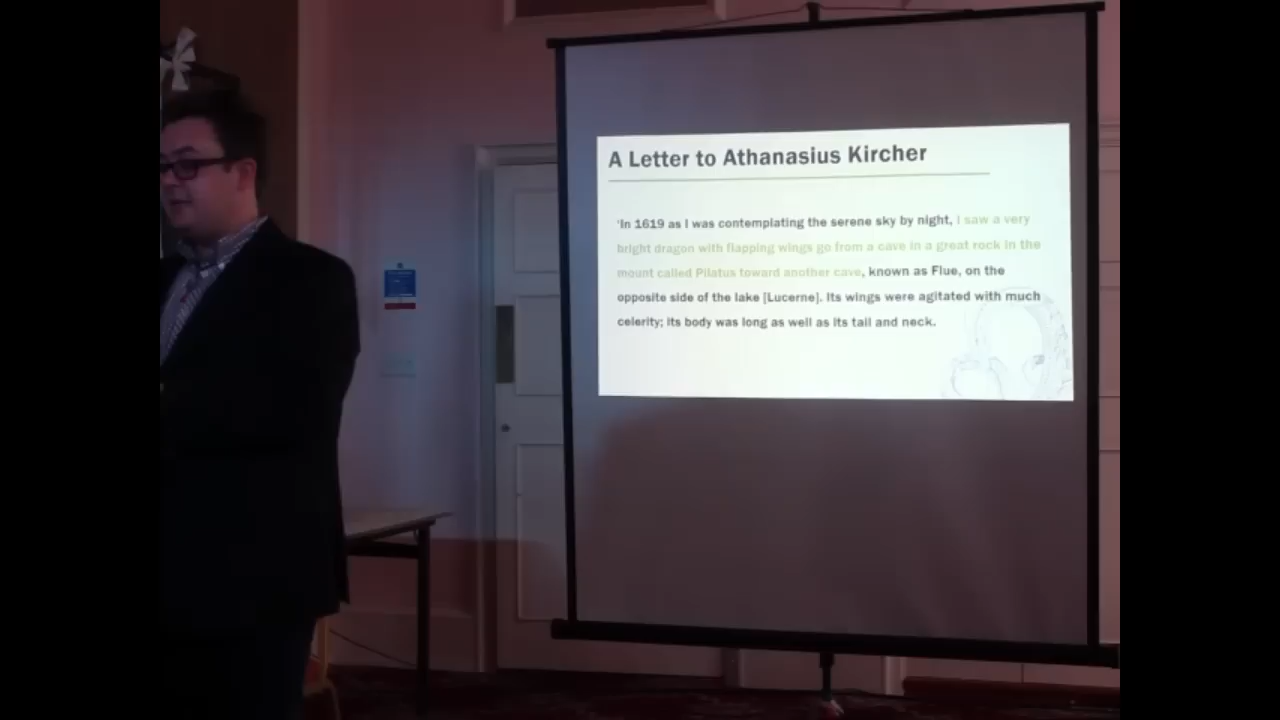 A Letter to Athanasius Kircher
'In 1619 as I was contemplating the serene sky by night, I saw a very
bright dragon with flapping wings go from a cave in a great rock in the
mount called Pilatus toward another cave, known as Flue, on the
opposite side of the lake [Lucerne]. Its wings were agitated with much
celerity; its body was long as well as its tail and neck.